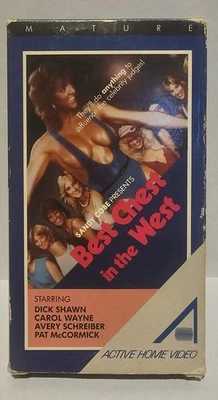 MATURE
They'll do anything to
influence the celebrity judges!
SANDY COBE PRESENTS
Best Chest
in the West
STARRING
DICK SHAWN
CAROL WAYNE
AVERY SCHREIBER
PAT McCORMICK
ACTIVE HOME VIDEO